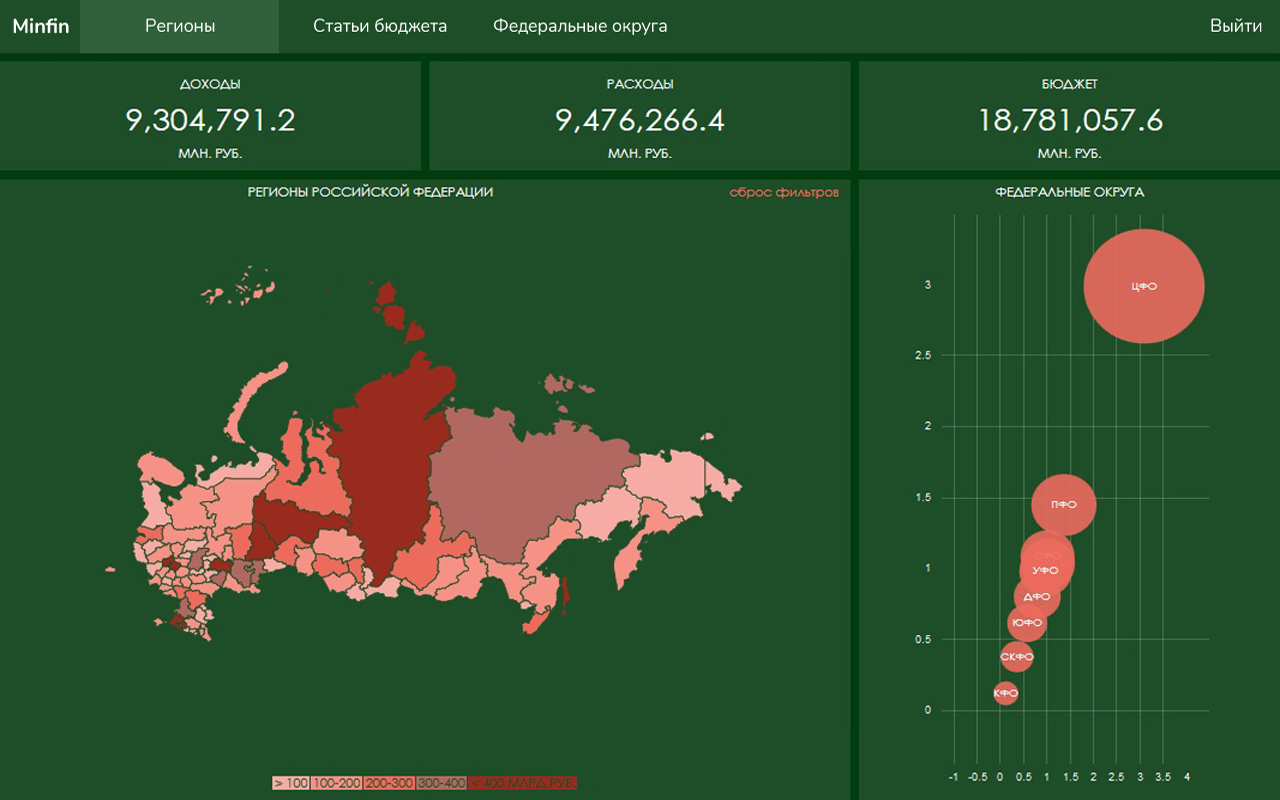 Minfin Регионы Статьи бюджета Федеральные округа Выйти
ДОХОДЫ
9,304,791.2
МЛН. РУБ.
РАСХОДЫ
9,476,266.4
МЛН. РУБ.
БЮДЖЕТ
18,781,057.6
МЛН. РУБ.
РЕГИОНЫ РОССИЙСКОЙ ФЕДЕРАЦИИ
сброс фильтров
> 100 100-200 200-300 300-400 < 400 МЛРД.РУБ.
ФЕДЕРАЛЬНЫЕ ОКРУГА
3
2.5
2
1.5
1
0.5
0
ЦФО
ПФО
СФО
УФО
ДФО
ЮФО
СКФО
КФО
-1 -0.5 0 0.5 1 1.5 2 2.5 3 3.5 4